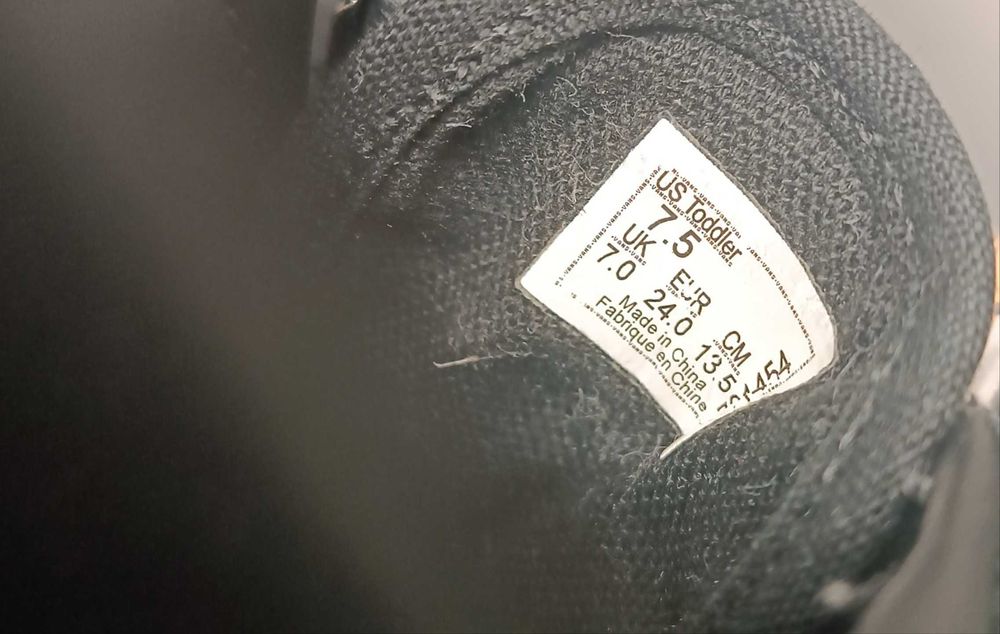 US Toddler
7.5
UK EUR CM
7.0 24.0 13.5
Made in China
Fabrique en Chine
454